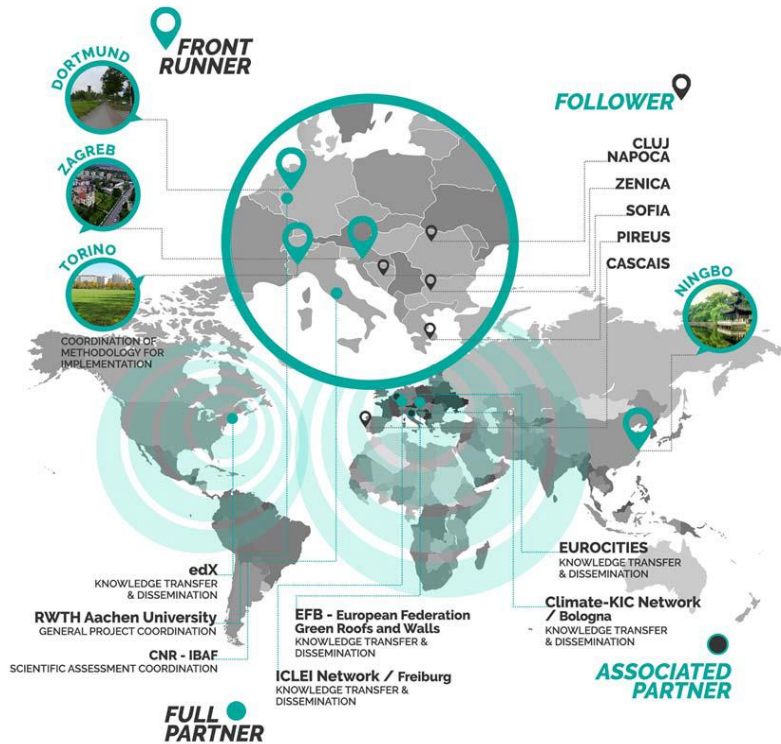 FRONT
RUNNER
DORTMUND
ZAGREB
TORINO
COORDINATION OF
METHODOLOGY FOR
IMPLEMENTATION
FOLLOWER
CLUJ
NAPOCA
ZENICA
SOFIA
PIREUS
CASCAIS
NINGBO
edX
KNOWLEDGE TRANSFER
& DISSEMINATION
RWTH Aachen University
GENERAL PROJECT COORDINATION
CNR - IBAF
SCIENTIFIC ASSESSMENT COORDINATION
EFB - European Federation
Green Roofs and Walls
KNOWLEDGE TRANSFER &
DISSEMINATION
ICLEI Network / Freiburg
KNOWLEDGE TRANSFER &
DISSEMINATION
EUROCITIES
KNOWLEDGE TRANSFER
& DISSEMINATION
Climate-KIC Network
/ Bologna
KNOWLEDGE TRANSFER
& DISSEMINATION
FULL
PARTNER
ASSOCIATED
PARTNER